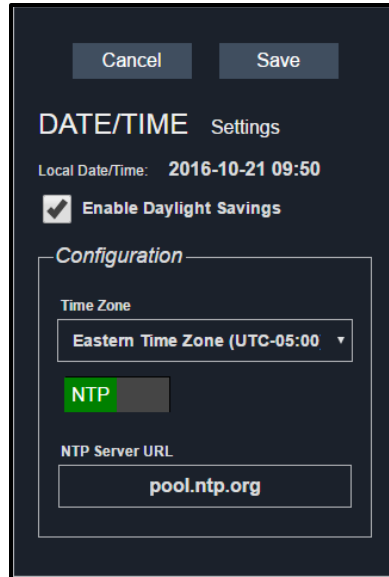 Cancel Save
DATE/TIME Settings
Local Date/Time: 2016-10-21 09:50
Enable Daylight Savings
Configuration
Time Zone
Eastern Time Zone (UTC-05:00
NTP
NTP Server URL
pool.ntp.org